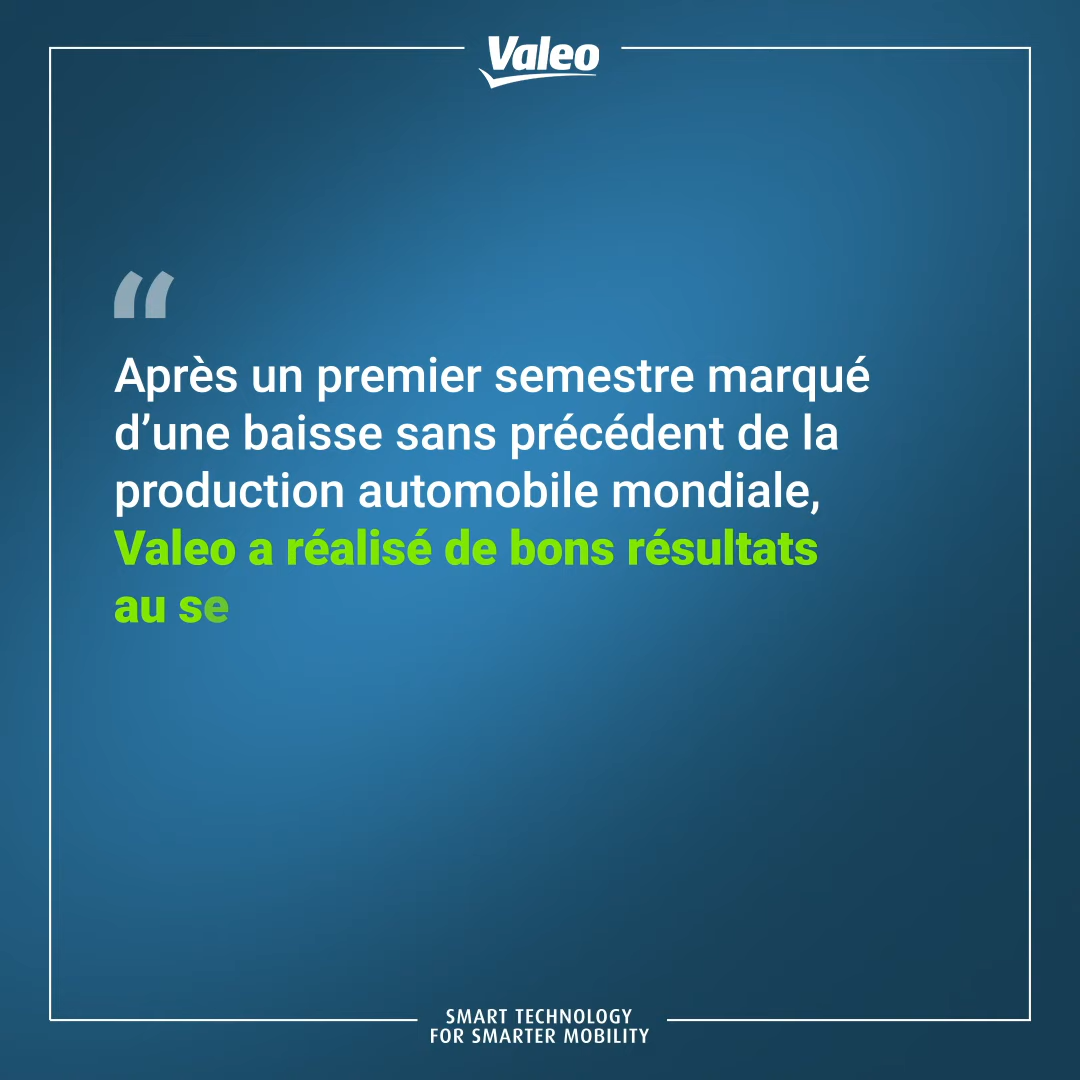 Valeo
“
Après un premier semestre marqué
d’une baisse sans précédent de la
production automobile mondiale,
Valeo a réalisé de bons résultats
au se
SMART TECHNOLOGY
FOR SMARTER MOBILITY